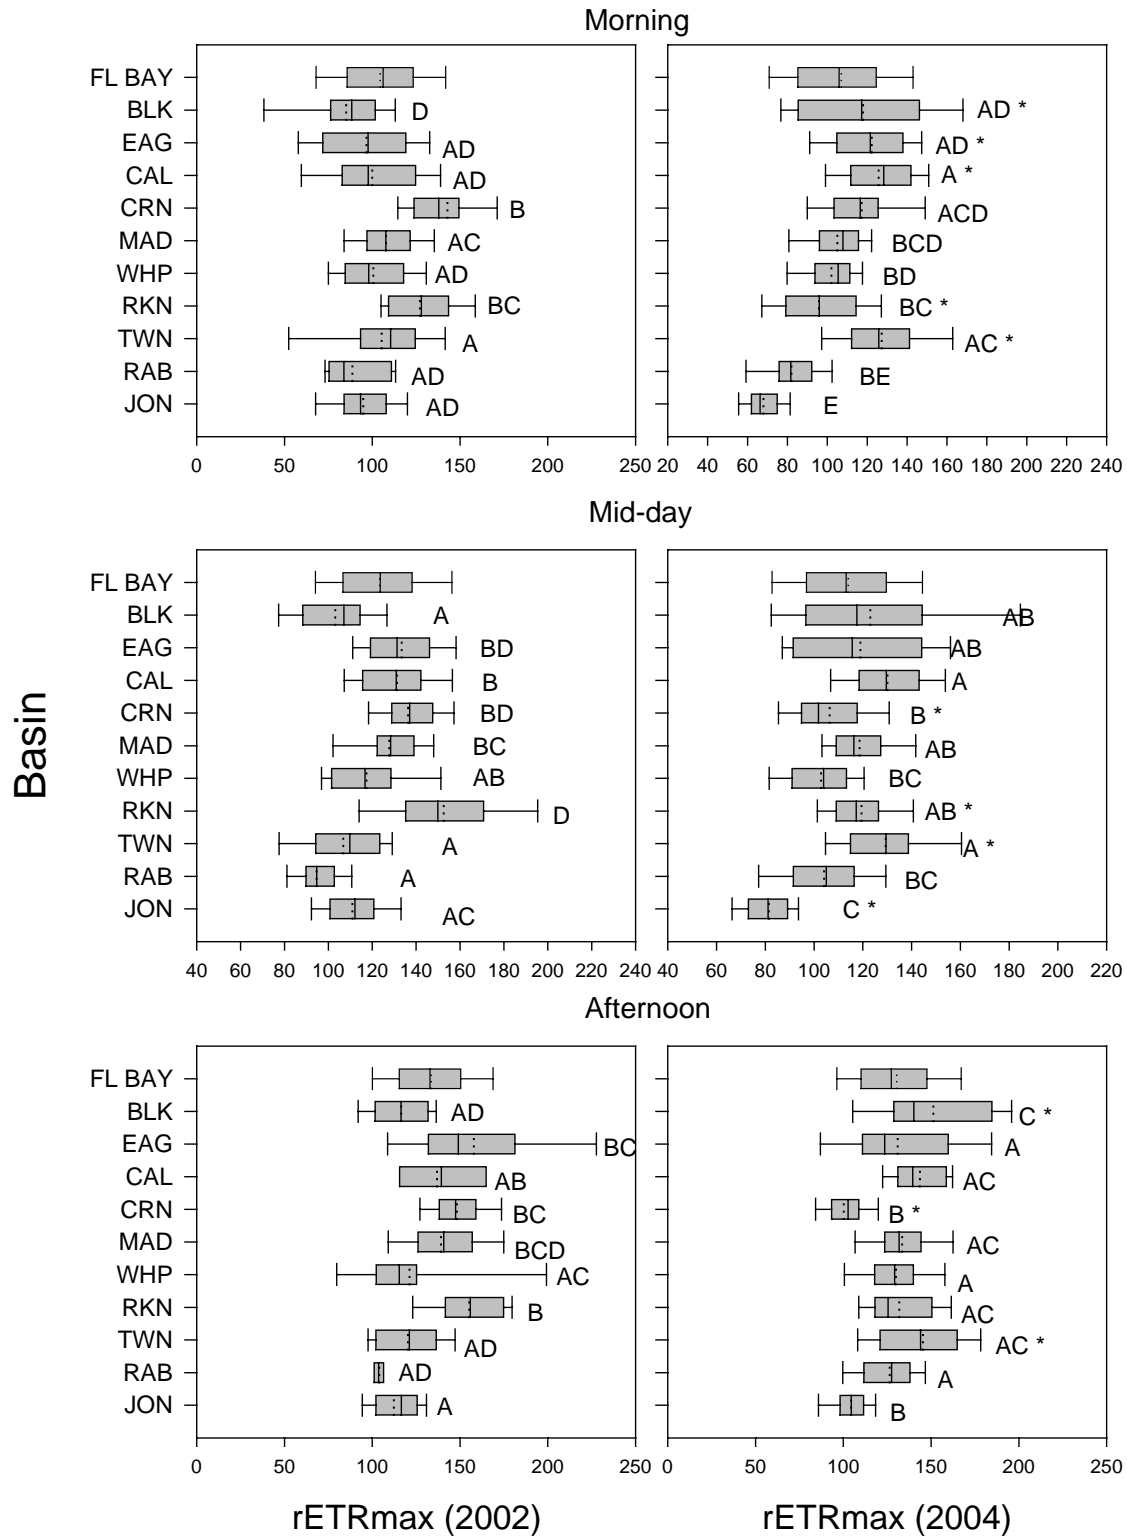 Morning
FL BAY
BLK D AD *
EAG AD AD *
CAL AD A *
CRN B ACD
MAD AC BCD
WHP AD BD
RKN BC BC *
TWN A AC *
RAB AD BE
JON AD E
0 50 100 150 200 250 20 40 60 80 100 120 140 160 180 200 220 240
Mid-day
FL BAY
BLK A AB
EAG BD AB
CAL B A
CRN BD B *
MAD BC AB
WHP AB BC
RKN D AB *
TWN A A *
RAB A BC
JON AC C *
40 60 80 100 120 140 160 180 200 220 240 40 60 80 100 120 140 160 180 200 220
Basin
Afternoon
FL BAY
BLK AD C *
EAG BC A
CAL AB AC
CRN BC B *
MAD BCD AC
WHP AC A
RKN B AC
TWN AD AC *
RAB AD A
JON A B
0 50 100 150 200 250 0 50 100 150 200 250
rETRmax (2002) rETRmax (2004)